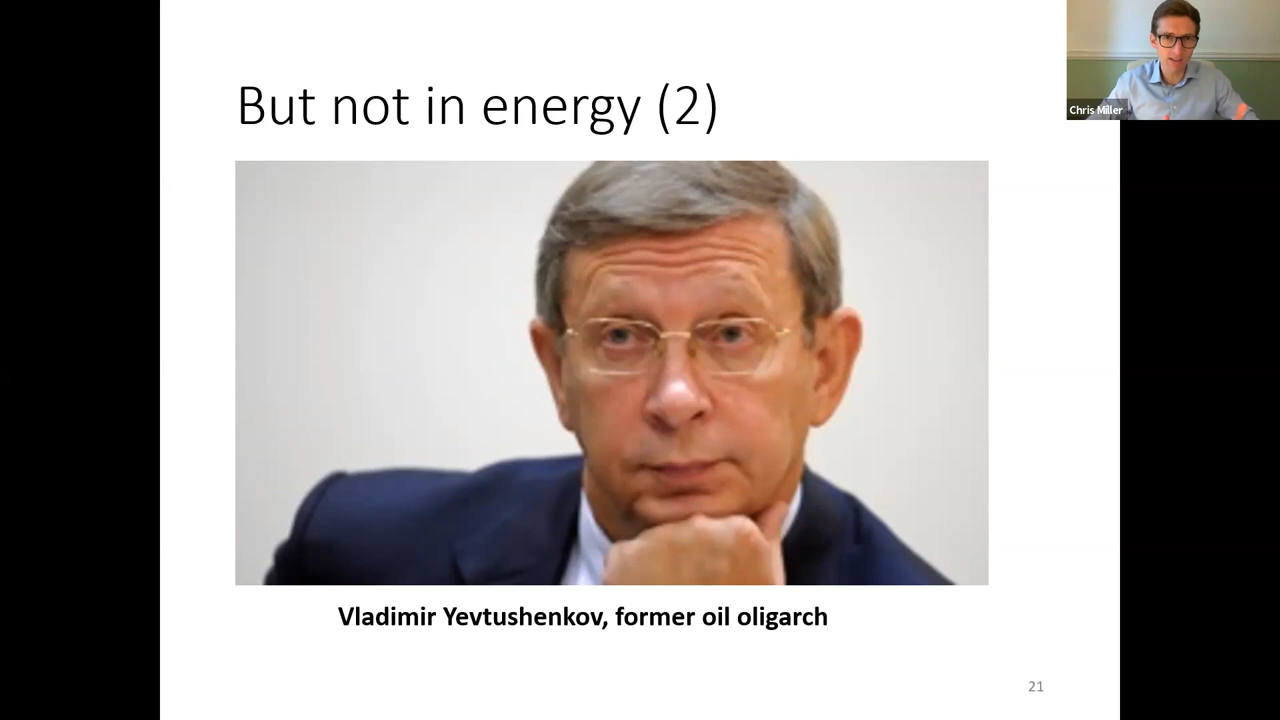 But not in energy (2)
Chris Miller
Vladimir Yevtushenkov, former oil oligarch
21